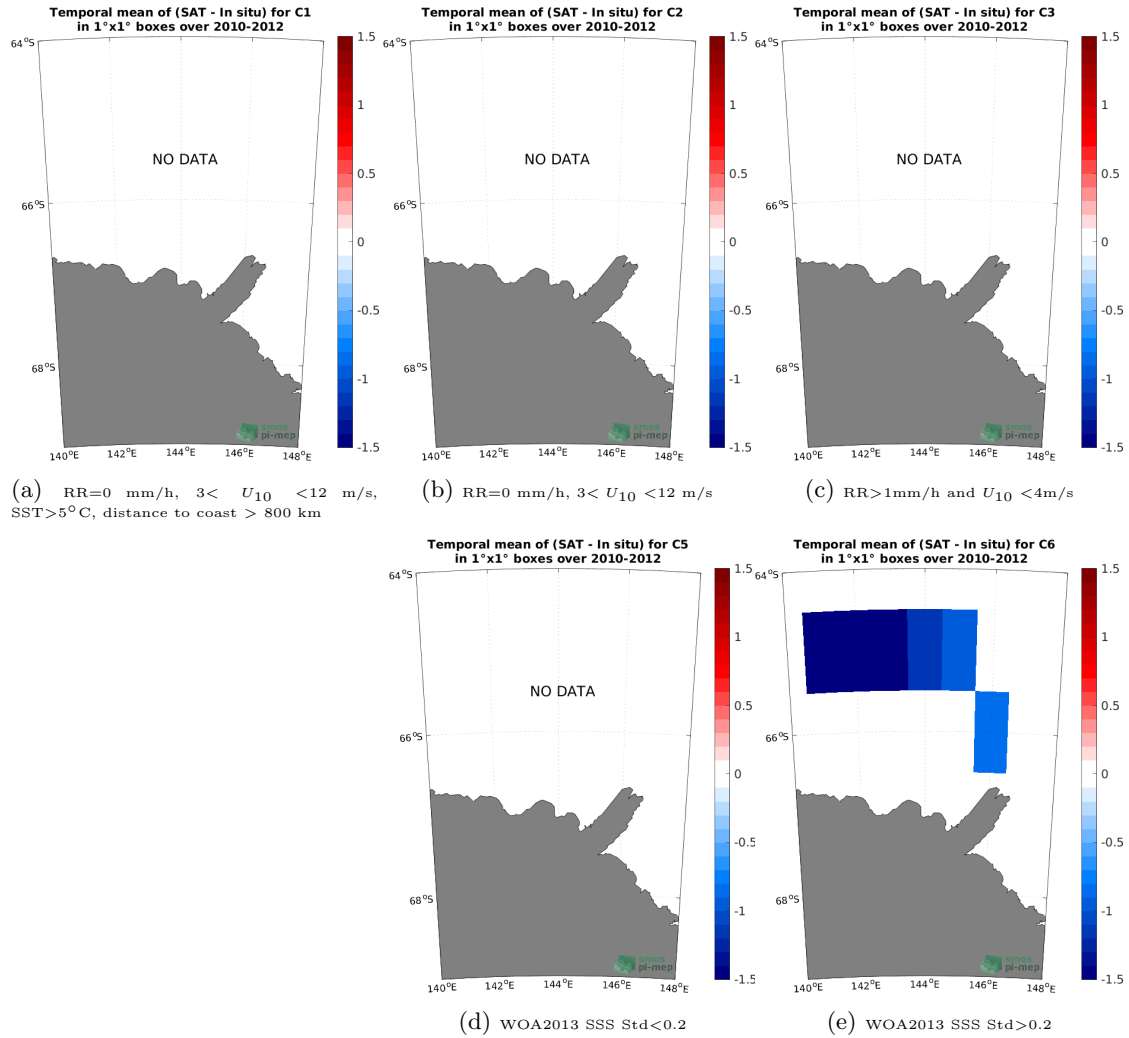 Temporal mean of (SAT - In situ) for C1
in 1°x1° boxes over 2010-2012
64°S
66°S
68°S
140°E
142°E
144°E
146°E
148°E
NO DATA
1.5
1
0.5
0
-0.5
-1
-1.5
smos
pi-mep
(a) RR=0 mm/h, 3< U10 <12 m/s,
SST>5°C, distance to coast > 800 km
Temporal mean of (SAT - In situ) for C2
in 1°x1° boxes over 2010-2012
64°S
66°S
68°S
140°E
142°E
144°E
146°E
148°E
NO DATA
1.5
1
0.5
0
-0.5
-1
-1.5
smos
pi-mep
(b) RR=0 mm/h, 3< U10 <12 m/s
Temporal mean of (SAT - In situ) for C3
in 1°x1° boxes over 2010-2012
64°S
66°S
68°S
140°E
142°E
144°E
146°E
148°E
NO DATA
1.5
1
0.5
0
-0.5
-1
-1.5
smos
pi-mep
(c) RR>1mm/h and U10 <4m/s
Temporal mean of (SAT - In situ) for C5
in 1°x1° boxes over 2010-2012
64°S
66°S
68°S
140°E
142°E
144°E
146°E
148°E
NO DATA
1.5
1
0.5
0
-0.5
-1
-1.5
smos
pi-mep
(d) WOA2013 SSS Std<0.2
Temporal mean of (SAT - In situ) for C6
in 1°x1° boxes over 2010-2012
64°S
66°S
68°S
140°E
142°E
144°E
146°E
148°E
1.5
1
0.5
0
-0.5
-1
-1.5
smos
pi-mep
(e) WOA2013 SSS Std>0.2